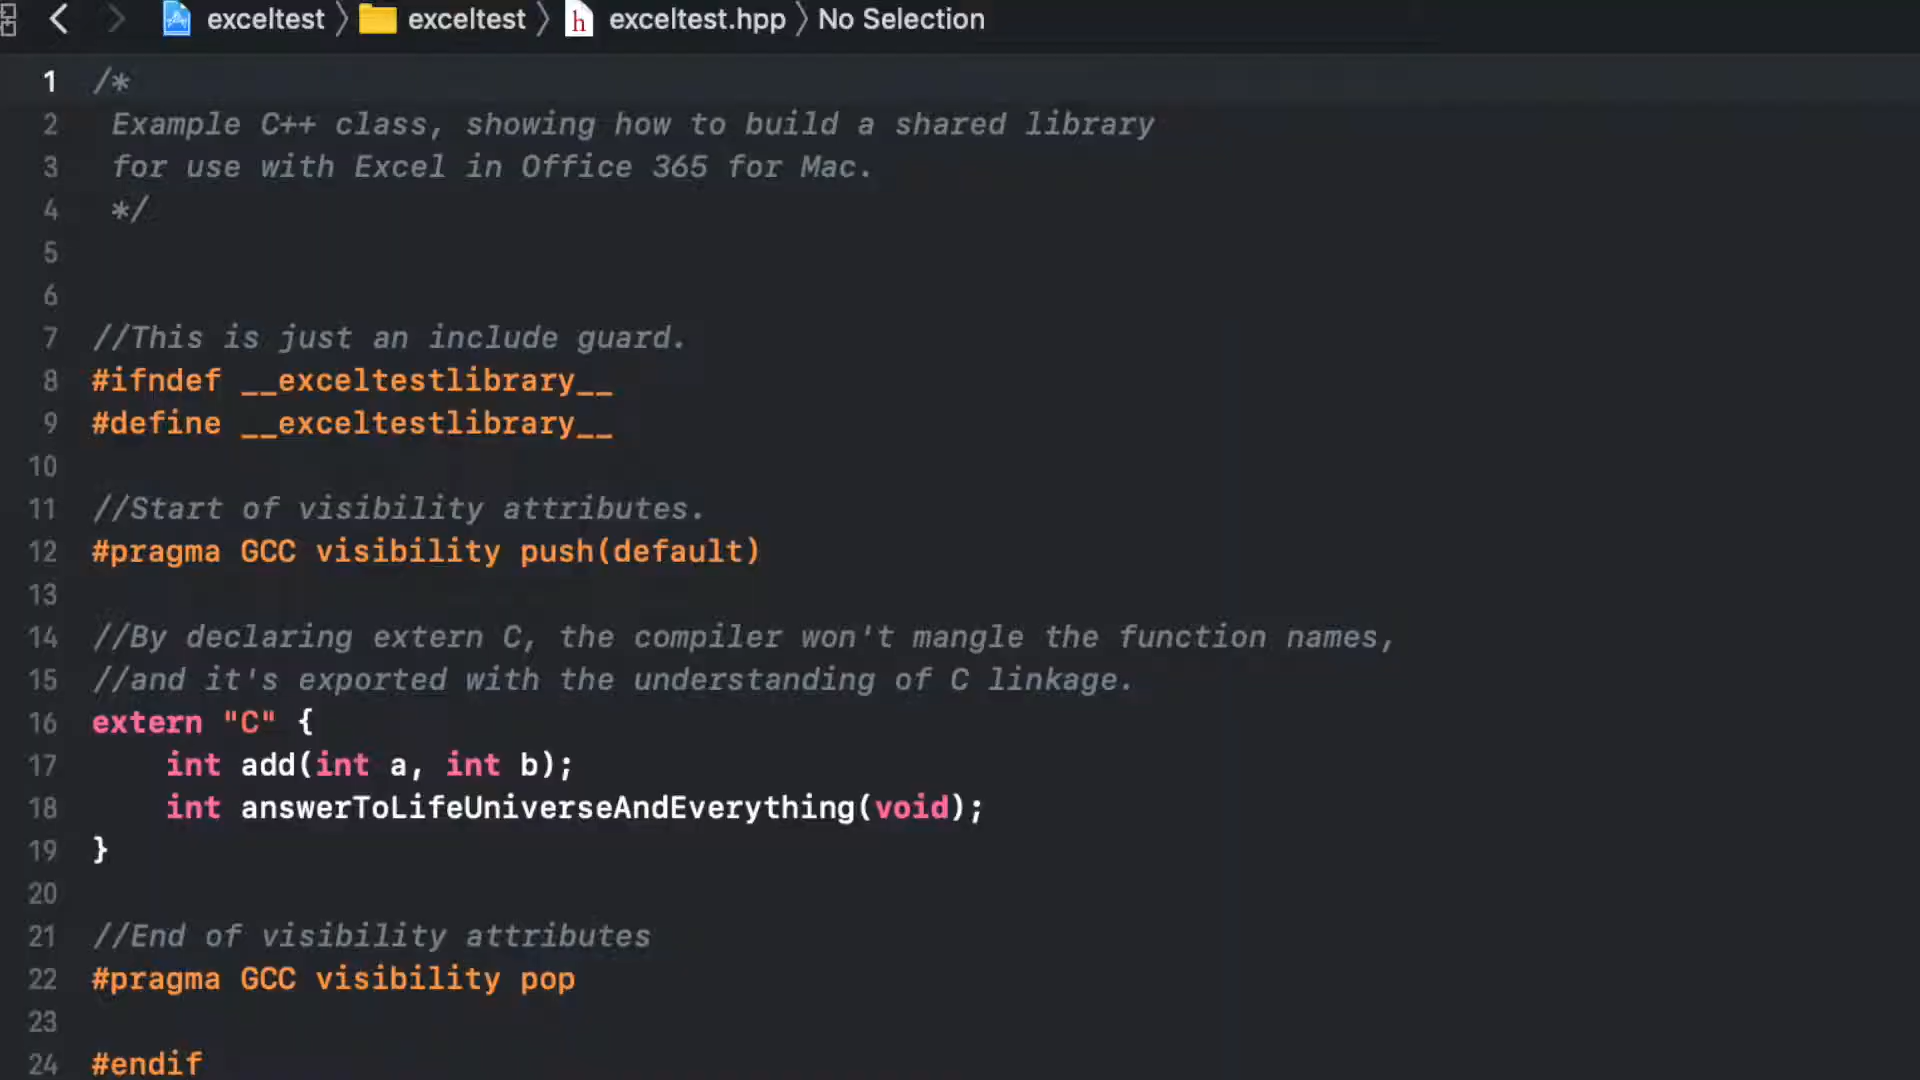 exceltest 〉 exceltest 〉 h exceltest.hpp 〉 No Selection
1 /*
2 Example C++ class, showing how to build a shared library
3 for use with Excel in Office 365 for Mac.
4 */
5
6
7 //This is just an include guard.
8 #ifndef __exceltestlibrary__
9 #define __exceltestlibrary__
10
11 //Start of visibility attributes.
12 #pragma GCC visibility push(default)
13
14 //By declaring extern C, the compiler won't mangle the function names,
15 //and it's exported with the understanding of C linkage.
16 extern "C" {
17 int add(int a, int b);
18 int answerToLifeUniverseAndEverything(void);
19 }
20
21 //End of visibility attributes
22 #pragma GCC visibility pop
23
24 #endif